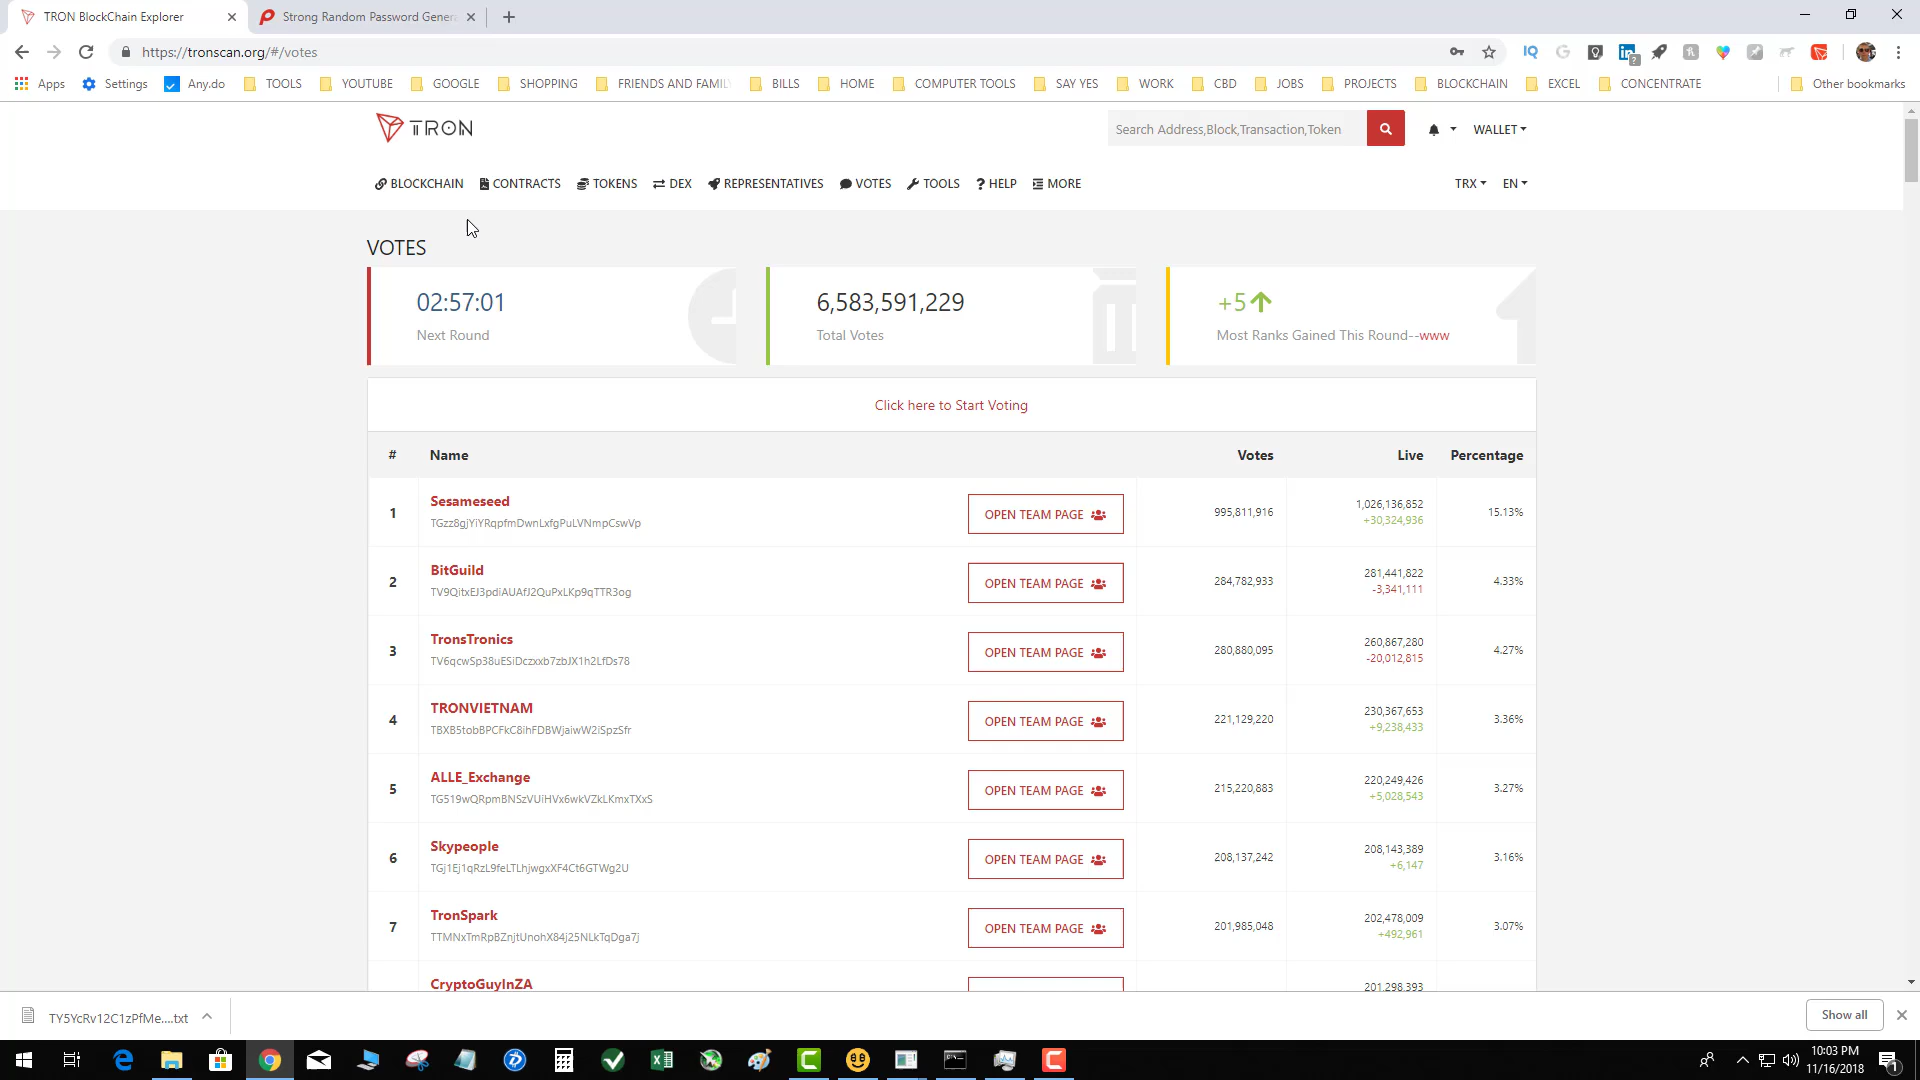 TRON BlockChain Explorer
Strong Random Password Genera
https://tronscan.org/#/votes
Apps Settings Any.do TOOLS YOUTUBE GOOGLE SHOPPING FRIENDS AND FAMIL BILLS HOME COMPUTER TOOLS SAY YES WORK CBD JOBS PROJECTS BLOCKCHAIN EXCEL CONCENTRATE Other bookmarks
TRON
Search Address,Block,Transaction,Token
WALLET
BLOCKCHAIN CONTRACTS TOKENS DEX REPRESENTATIVES VOTES TOOLS HELP MORE TRX EN
VOTES
02:57:01
Next Round
6,583,591,229
Total Votes
+5
Most Ranks Gained This Round--www
Click here to Start Voting
# Name Votes Live Percentage
1 Sesameseed OPEN TEAM PAGE 995,811,916 1,026,136,852 15.13%
TGzz8gjYiYRqpfmDwnLxfgPuLVNmpCswVp +30,324,936
2 BitGuild OPEN TEAM PAGE 284,782,933 281,441,822 4.33%
TV9QitxEJ3pdiAUAfJ2QuPxLKp9qTTR3og -3,341,111
3 TronsTronics OPEN TEAM PAGE 280,880,095 260,867,280 4.27%
TV6qcwSp38uESiDczxxb7zbJX1h2LfDs78 -20,012,815
4 TRONVIETNAM OPEN TEAM PAGE 221,129,220 230,367,653 3.36%
TBXB5tobBPCFkC8ihFDBWjaiwW2iSpzSfr +9,238,433
5 ALLE_Exchange OPEN TEAM PAGE 215,220,883 220,249,426 3.27%
TG519wQRpmBNSzVUiHVx6wkVZkLKmxTXxS +5,028,543
6 Skypeople OPEN TEAM PAGE 208,137,242 208,143,389 3.16%
TGj1Ej1qRzL9feLTLhjwgxXF4Ct6GTWg2U +6,147
7 TronSpark OPEN TEAM PAGE 201,985,048 202,478,009 3.07%
TTMNxTmRpBZnjtUnohX84j25NLkTqDga7j +492,961
CryptoGuyInZA 201,298,393
TY5YcRv12C1zPfMe....txt
Show all
10:03 PM
11/16/2018